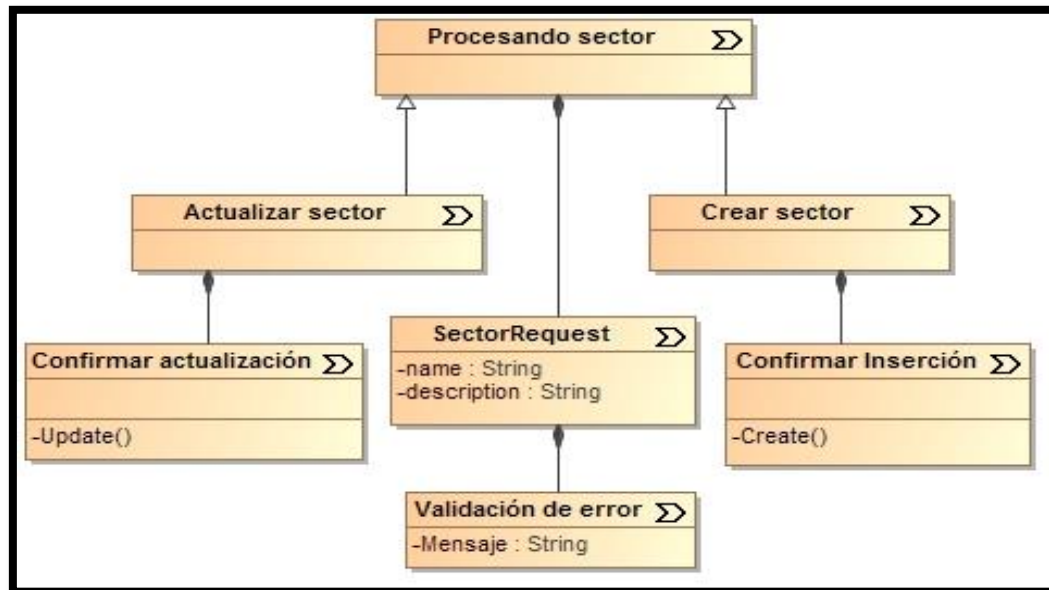 Procesando sector
Actualizar sector
Crear sector
Confirmar actualización
-Update()
SectorRequest
-name : String
-description : String
Confirmar Inserción
-Create()
Validación de error
-Mensaje : String